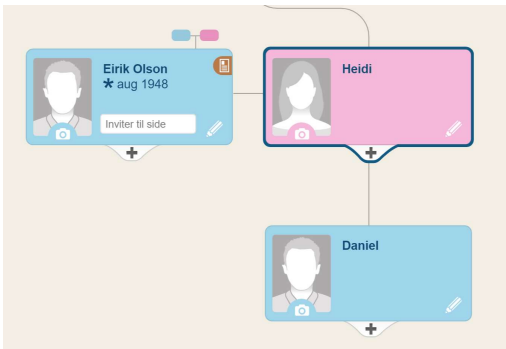 Eirik Olson
* aug 1948
Inviter til side
Heidi
Daniel